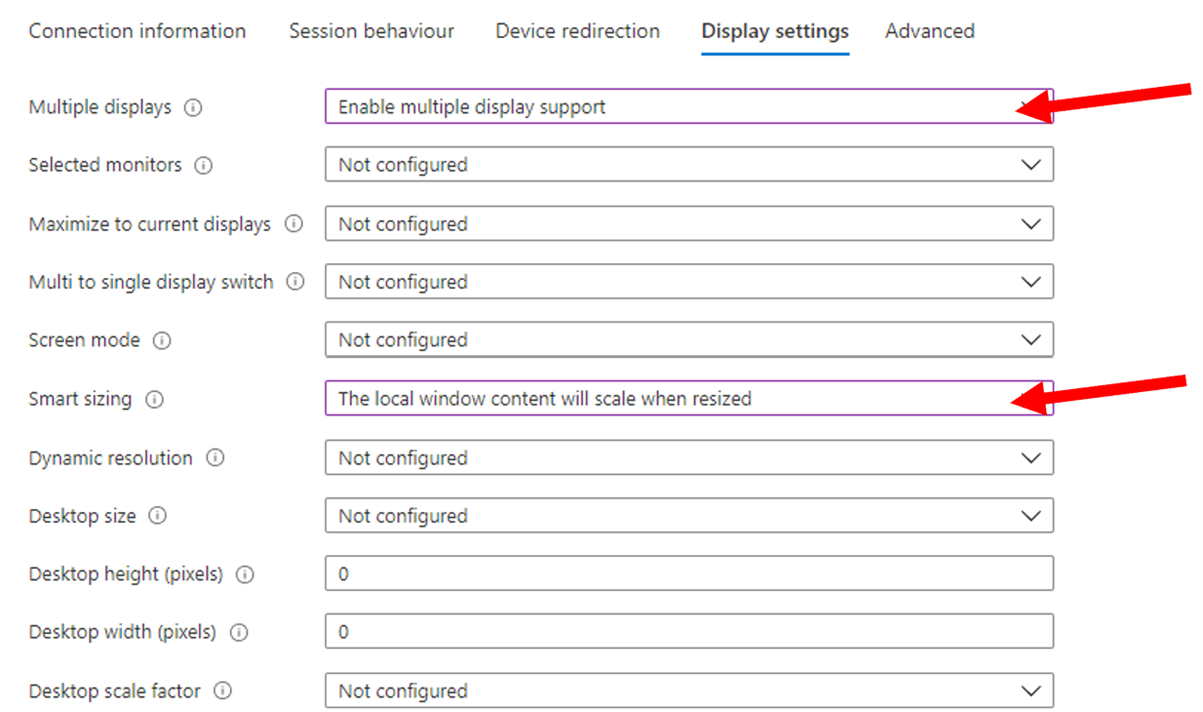 Connection information Session behaviour Device redirection Display settings Advanced
Multiple displays Enable multiple display support
Selected monitors Not configured
Maximize to current displays Not configured
Multi to single display switch Not configured
Screen mode Not configured
Smart sizing The local window content will scale when resized
Dynamic resolution Not configured
Desktop size Not configured
Desktop height (pixels) 0
Desktop width (pixels) 0
Desktop scale factor Not configured